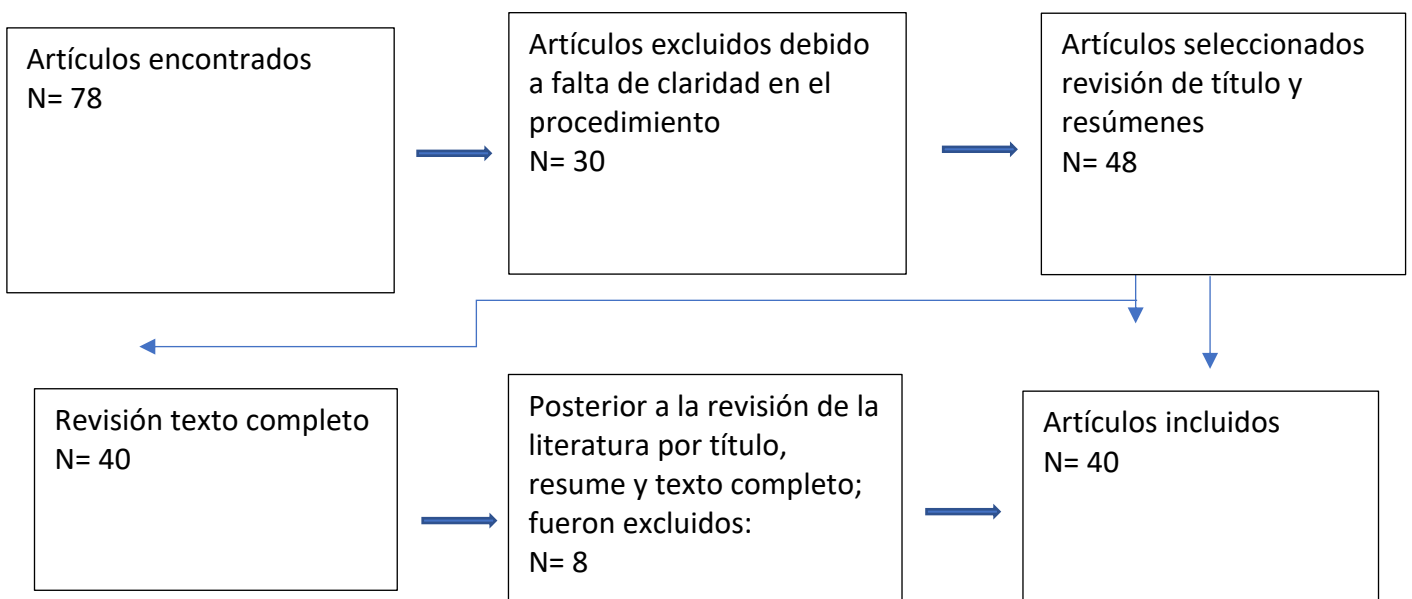 Artículos encontrados
N= 78
Artículos excluidos debido
a falta de claridad en el
procedimiento
N= 30
Artículos seleccionados
revisión de título y
resúmenes
N= 48
Revisión texto completo
N= 40
Posterior a la revisión de la
literatura por título,
resume y texto completo;
fueron excluidos:
N= 8
Artículos incluidos
N= 40